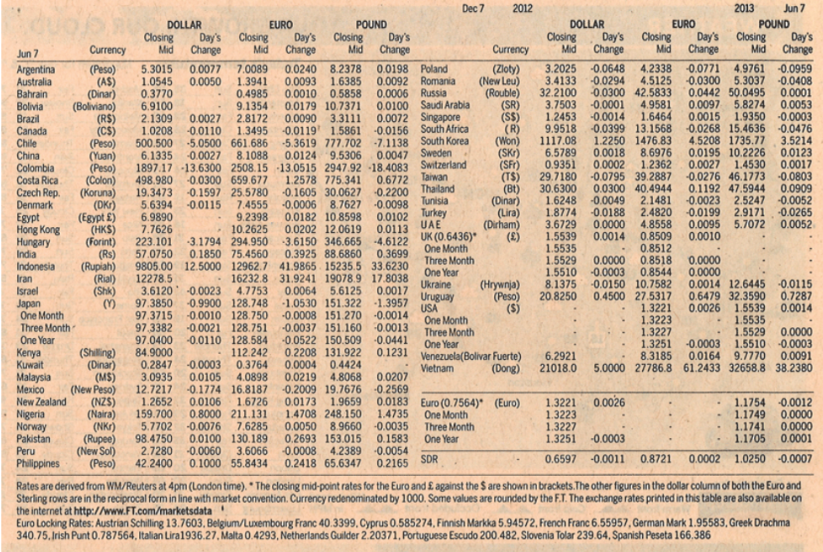 Dec 7 2012 2013 Jun 7
DOLLAR EURO POUND
Closing Day's Closing Day's Closing Day's
Jun 7 Currency Mid Change Mid Change Mid Change
Argentina (Peso) 5.3015 0.0077 7.0089 0.0240 8.2378 0.0198
Australia (A$) 1.0545 0.0050 1.3941 0.0093 1.6385 0.0092
Bahrain (Dinar) 0.3770 - 0.4985 0.0010 0.5858 0.0006
Bolivia (Boliviano) 6.9100 - 9.1354 0.0179 10.7371 0.0100
Brazil (R$) 2.1309 0.0027 2.8172 0.0090 3.3111 0.0072
Canada (C$) 1.0208 -0.0110 1.3495 -0.0119 1.5861 -0.0156
Chile (Peso) 500.500 -5.0500 661.686 -5.3619 777.702 -7.1138
China (Yuan) 6.1335 -0.0027 8.1088 0.0124 9.5306 0.0047
Colombia (Peso) 1897.17 -13.6300 2508.15 -13.0515 2947.92 -18.4083
Costa Rica (Colon) 498.980 -0.0300 659.677 1.2578 775.341 0.6772
Czech Rep. (Koruna) 19.3473 -0.1597 25.5780 -0.1605 30.0627 -0.2200
Denmark (DKr) 5.6394 -0.0115 7.4555 -0.0006 8.7627 -0.0098
Egypt (Egypt £) 6.9890 - 9.2398 0.0182 10.8598 0.0102
Hong Kong (HK$) 7.7626 - 10.2625 0.0202 12.0619 0.0113
Hungary (Forint) 223.101 -3.1794 294.950 -3.6150 346.665 -4.6122
India (Rs) 57.0750 0.1850 75.4560 0.3925 88.6860 0.3699
Indonesia (Rupiah) 9805.00 12.5000 12962.7 41.9865 15235.5 33.6230
Iran (Rial) 12278.5 - 16232.8 31.9241 19078.9 17.8038
Israel (Shk) 3.6120 -0.0023 4.7753 0.0064 5.6125 0.0017
Japan (Y) 97.3850 -0.9900 128.748 -1.0530 151.322 -1.3957
One Month 97.3715 -0.0010 128.750 -0.0008 151.270 -0.0014
Three Month 97.3382 -0.0021 128.751 -0.0037 151.160 -0.0013
One Year 97.0400 -0.0110 128.584 -0.0522 150.509 -0.0441
Kenya (Shilling) 84.9000 - 112.242 0.2208 131.922 0.1231
Kuwait (Dinar) 0.2847 -0.0003 0.3764 0.0004 0.4424 -
Malaysia (M$) 3.0935 0.0105 4.0898 0.0219 4.8068 0.0207
Mexico (New Peso) 12.7217 -0.1774 16.8187 -0.2009 19.7676 -0.2569
New Zealand (NZ$) 1.2652 0.0106 1.6726 0.0173 1.9659 0.0183
Nigeria (Naira) 159.700 0.8000 211.131 1.4708 248.150 1.4735
Norway (NKr) 5.7702 -0.0076 7.6285 0.0050 8.9660 -0.0035
Pakistan (Rupee) 98.4750 0.0100 130.189 0.2693 153.015 0.1583
Peru (New Sol) 2.7280 -0.0060 3.6066 -0.0008 4.2389 -0.0054
Philippines (Peso) 42.2400 0.1000 55.8434 0.2418 65.6347 0.2165
DOLLAR EURO POUND
Closing Day's Closing Day's Closing Day's
Currency Mid Change Mid Change Mid Change
Poland (Zloty) 3.2025 -0.0648 4.2338 -0.0771 4.9761 -0.0959
Romania (New Leu) 3.4133 -0.0294 4.5125 -0.0300 5.3037 -0.0408
Russia (Rouble) 32.2100 -0.0300 42.5833 0.0442 50.0495 0.0001
Saudi Arabia (SR) 3.7503 -0.0001 4.9581 0.0097 5.8274 0.0053
Singapore (S$) 1.2453 -0.0014 1.6464 0.0015 1.9350 -0.0003
South Africa (R) 9.9518 -0.0399 13.1568 -0.0268 15.4636 -0.0476
South Korea (Won) 1117.08 1.2250 1476.83 4.5208 1735.77 3.5214
Sweden (SKr) 6.5789 0.0018 8.6976 0.0195 10.2226 0.0123
Switzerland (SFr) 0.9351 0.0002 1.2362 0.0027 1.4530 0.0017
Taiwan (T$) 29.7180 -0.0795 39.2887 -0.0276 46.1773 -0.0803
Thailand (Bt) 30.6300 0.0300 40.4944 0.1192 47.5944 0.0909
Tunisia (Dinar) 1.6248 -0.0049 2.1481 -0.0023 2.5247 -0.0052
Turkey (Lira) 1.8774 -0.0188 2.4820 -0.0199 2.9171 -0.0265
UAE (Dirham) 3.6729 0.0000 4.8558 0.0095 5.7072 0.0052
UK (0.6436)* (£) 1.5539 0.0014 0.8509 0.0010 - -
One Month 1.5535 - 0.8512 - - -
Three Month 1.5529 0.0000 0.8518 0.0000 - -
One Year 1.5510 -0.0003 0.8544 0.0000 - -
Ukraine (Hrywnja) 8.1375 -0.0150 10.7582 0.0014 12.6445 -0.0115
Uruguay (Peso) 20.8250 0.4500 27.5317 0.6479 32.3590 0.7287
USA ($) - - 1.3221 0.0026 1.5539 0.0014
One Month - - 1.3223 - 1.5535 -
Three Month - - 1.3227 - 1.5529 0.0000
One Year - - 1.3251 -0.0003 1.5510 -0.0003
Venezuela (Bolivar Fuerte) 6.2921 - 8.3185 0.0164 9.7770 0.0091
Vietnam (Dong) 21018.0 5.0000 27786.8 61.2433 32658.8 38.2380
Euro (0.7564)* (Euro) 1.3221 0.0026 - - 1.1754 -0.0012
One Month 1.3223 - - - 1.1749 0.0000
Three Month 1.3227 - - - 1.1741 0.0000
One Year 1.3251 -0.0003 - - 1.1705 0.0001
SDR - 0.6597 -0.0011 0.8721 0.0002 1.0250 -0.0007
Rates are derived from WM/Reuters at 4pm (London time). * The closing mid-point rates for the Euro and £ against the $ are shown in brackets. The other figures in the dollar column of both the Euro and
Sterling rows are in the reciprocal form in line with market convention. Currency redenominated by 1000. Some values are rounded by the F.T. The exchange rates printed in this table are also available on
the internet at http://www.FT.com/marketsdata
Euro Locking Rates: Austrian Schilling 13.7603, Belgium/Luxembourg Franc 40.3399, Cyprus 0.585274, Finnish Markka 5.94572, French Franc 6.55957, German Mark 1.95583, Greek Drachma
340.75, Irish Punt 0.787564, Italian Lira 1936.27, Malta 0.4293, Netherlands Guilder 2.20371, Portuguese Escudo 200.482, Slovenia Tolar 239.64, Spanish Peseta 166.386